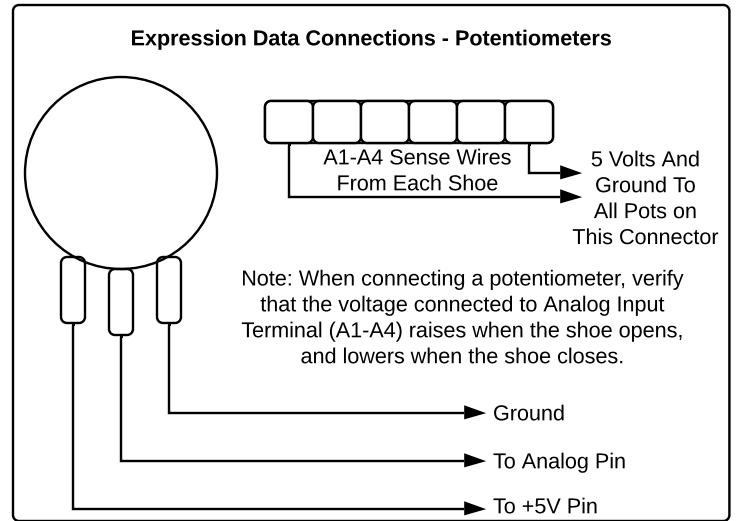 Expression Data Connections - Potentiometers
A1-A4 Sense Wires
From Each Shoe
5 Volts And
Ground To
All Pots on
This Connector
Note: When connecting a potentiometer, verify
that the voltage connected to Analog Input
Terminal (A1-A4) raises when the shoe opens,
and lowers when the shoe closes.
Ground
To Analog Pin
To +5V Pin